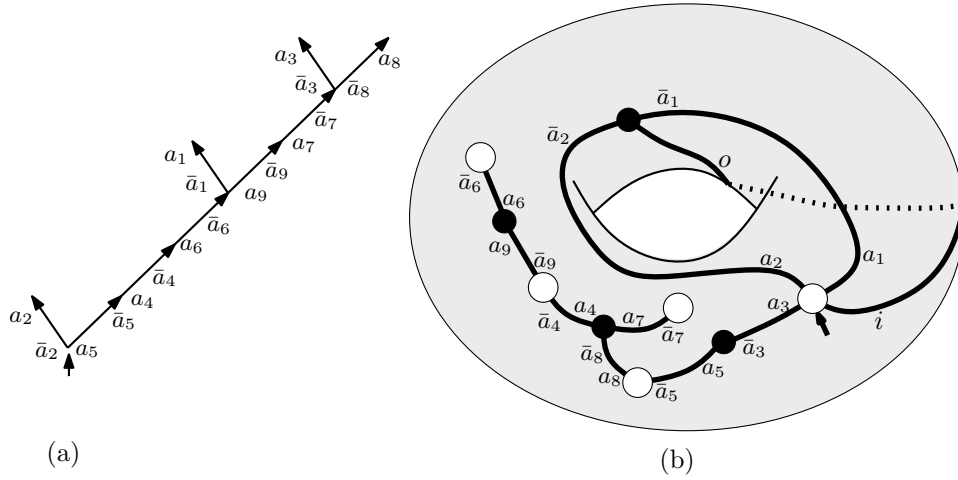 a₃ a₈
ā₃ ā₈
ā₇
a₁ a₇
ā₁ ā₉
a₉
ā₆
a₆
ā₄
a₄
a₂ ā₅
ā₂ a₅
(a)
ā₁
ā₂
o
ā₆
a₆
a₉
ā₉ a₂ a₁
ā₄ a₄ a₇ ā₇ a₃ i
ā₈ ā₃
a₈ ā₅ a₅
(b)